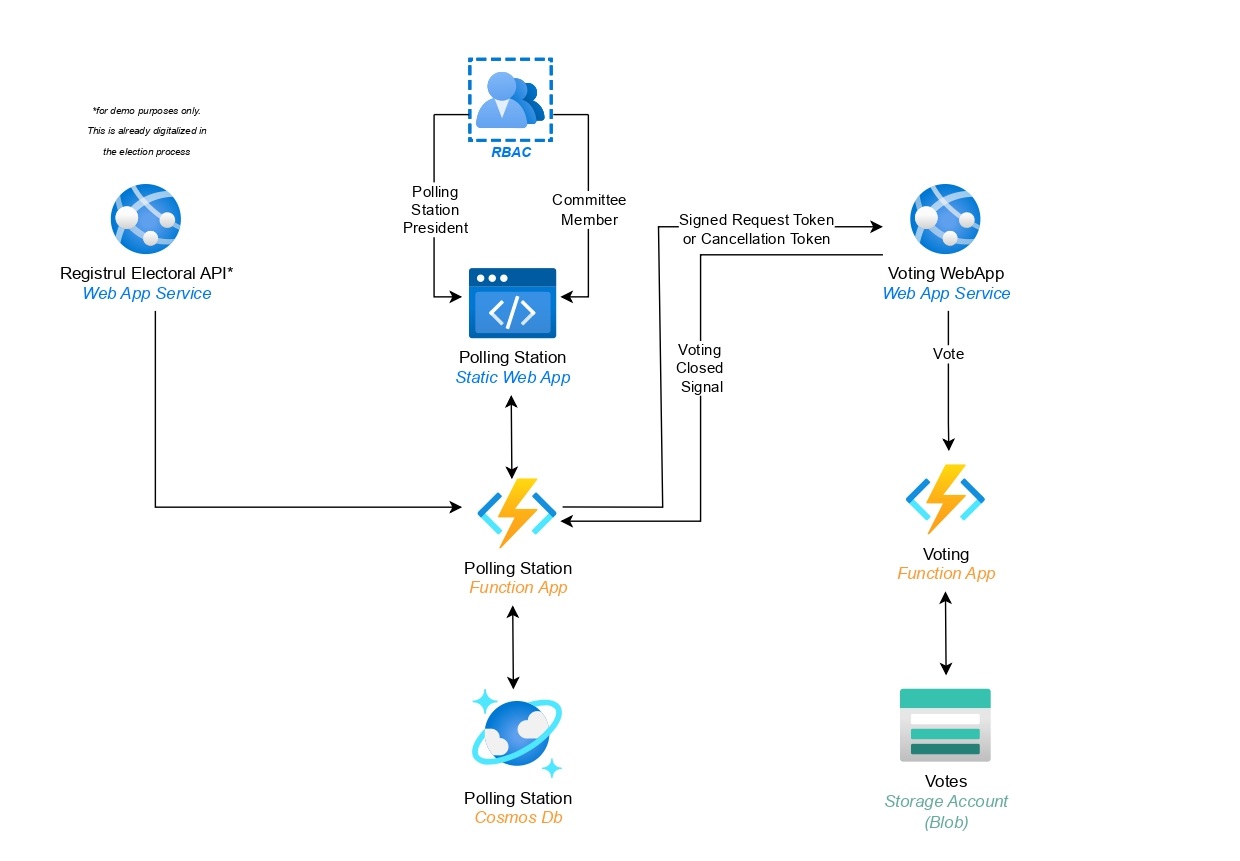 *for demo purposes only.
This is already digitalized in
the election process
RBAC
Polling
Station
President
Committee
Member
Registrul Electoral API*
Web App Service
Signed Request Token
or Cancellation Token
Voting WebApp
Web App Service
Polling Station
Static Web App
Voting
Closed
Signal
Vote
Polling Station
Function App
Voting
Function App
Polling Station
Cosmos Db
Votes
Storage Account
(Blob)